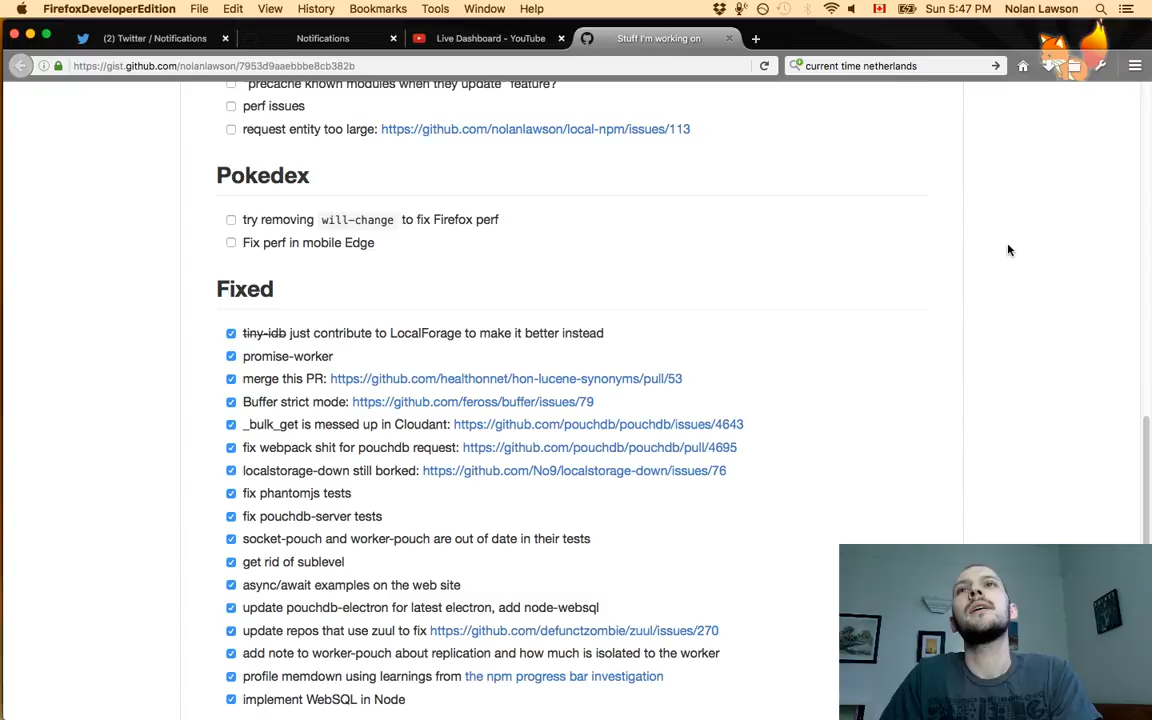 FirefoxDeveloperEdition File Edit View History Bookmarks Tools Window Help Sun 5:47 PM Nolan Lawson
(2) Twitter / Notifications Notifications Live Dashboard - YouTube Stuff I'm working on
https://gist.github.com/nolanlawson/7953d9aaebbbe8cb382b current time netherlands
"precache known modules when they update" feature?
perf issues
request entity too large: https://github.com/nolanlawson/local-npm/issues/113
Pokedex
try removing will-change to fix Firefox perf
Fix perf in mobile Edge
Fixed
tiny-idb just contribute to LocalForage to make it better instead
promise-worker
merge this PR: https://github.com/healthonnet/hon-lucene-synonyms/pull/53
Buffer strict mode: https://github.com/feross/buffer/issues/79
_bulk_get is messed up in Cloudant: https://github.com/pouchdb/pouchdb/issues/4643
fix webpack shit for pouchdb request: https://github.com/pouchdb/pouchdb/pull/4695
localstorage-down still borked: https://github.com/No9/localstorage-down/issues/76
fix phantomjs tests
fix pouchdb-server tests
socket-pouch and worker-pouch are out of date in their tests
get rid of sublevel
async/await examples on the web site
update pouchdb-electron for latest electron, add node-websql
update repos that use zuul to fix https://github.com/defunctzombie/zuul/issues/270
add note to worker-pouch about replication and how much is isolated to the worker
profile memdown using learnings from the npm progress bar investigation
implement WebSQL in Node